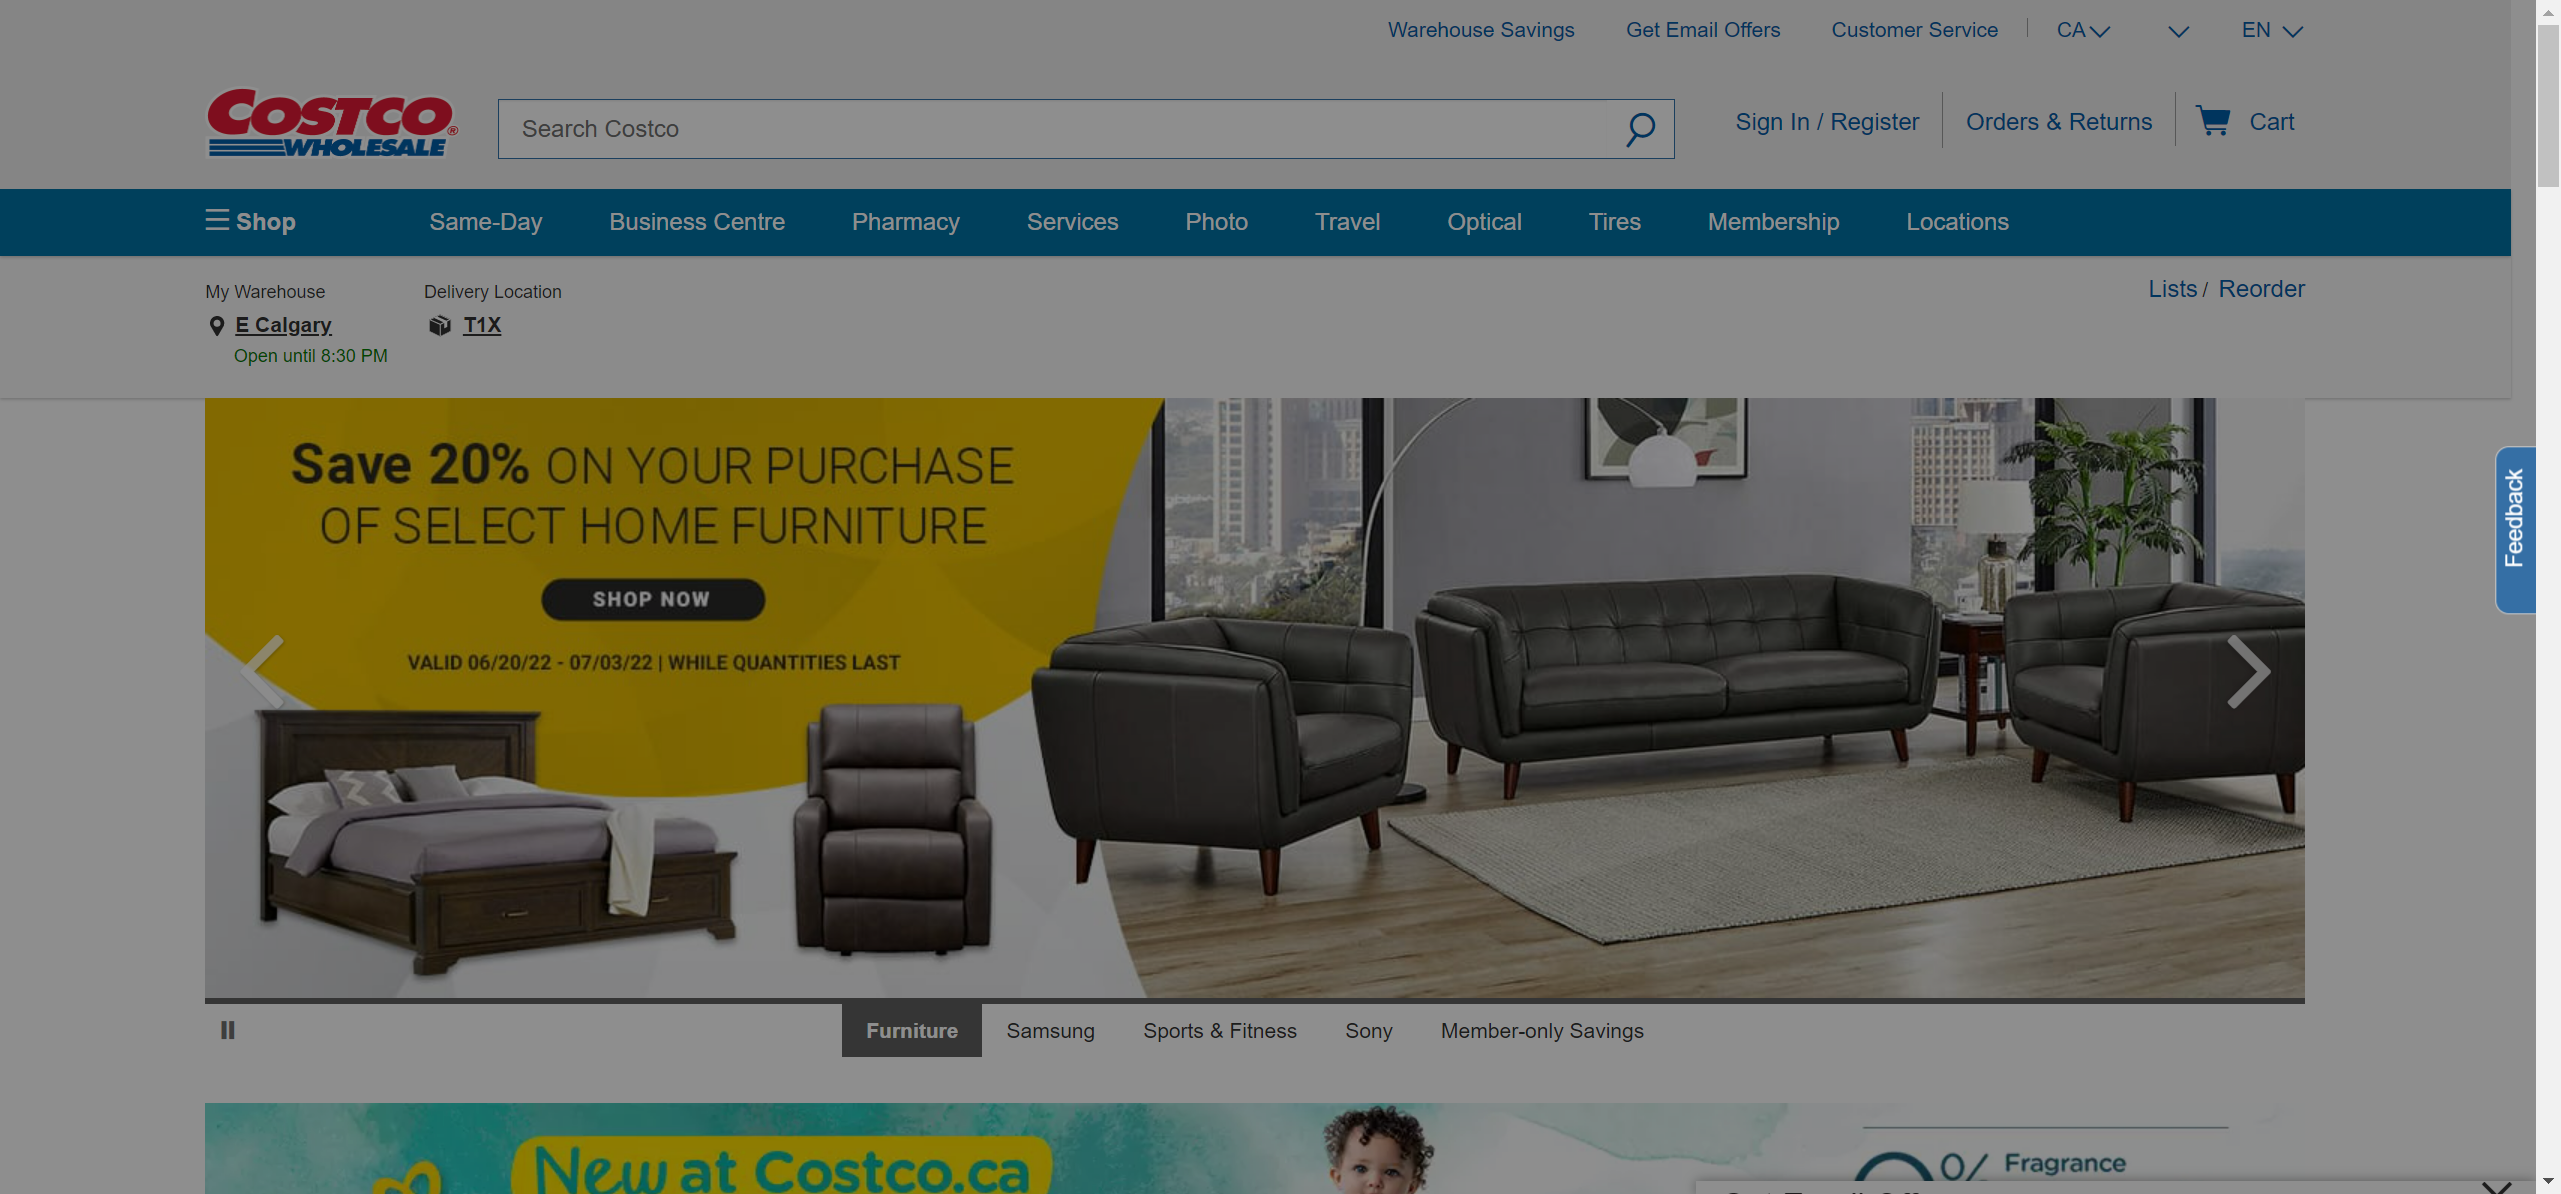 Warehouse Savings Get Email Offers Customer Service CA EN
COSTCO WHOLESALE
Search Costco
Sign In / Register Orders & Returns Cart
Shop Same-Day Business Centre Pharmacy Services Photo Travel Optical Tires Membership Locations
My Warehouse Delivery Location
Lists / Reorder
E Calgary T1X
Open until 8:30 PM
Save 20% ON YOUR PURCHASE
OF SELECT HOME FURNITURE
SHOP NOW
VALID 06/20/22 - 07/03/22 | WHILE QUANTITIES LAST
Feedback
Furniture Samsung Sports & Fitness Sony Member-only Savings
New at Costco.ca
0% Fragrance